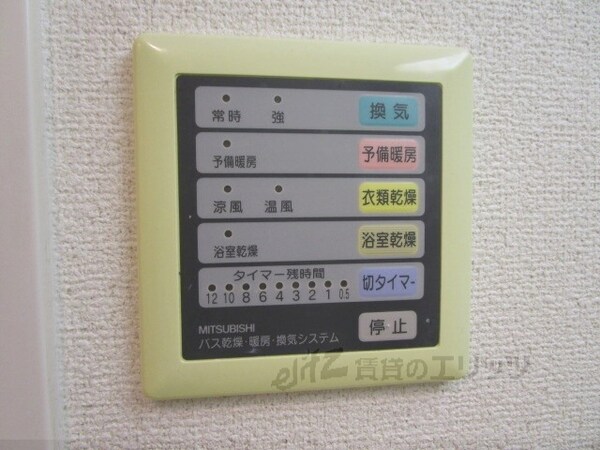 常時 強 換気
予備暖房 予備暖房
涼風 温風 衣類乾燥
浴室乾燥 浴室乾燥
タイマー残時間
12 10 8 6 4 3 2 1 0.5 切タイマー
MITSUBISHI 停止
バス乾燥・暖房・換気システム
elitz 賃貸のエリッツ